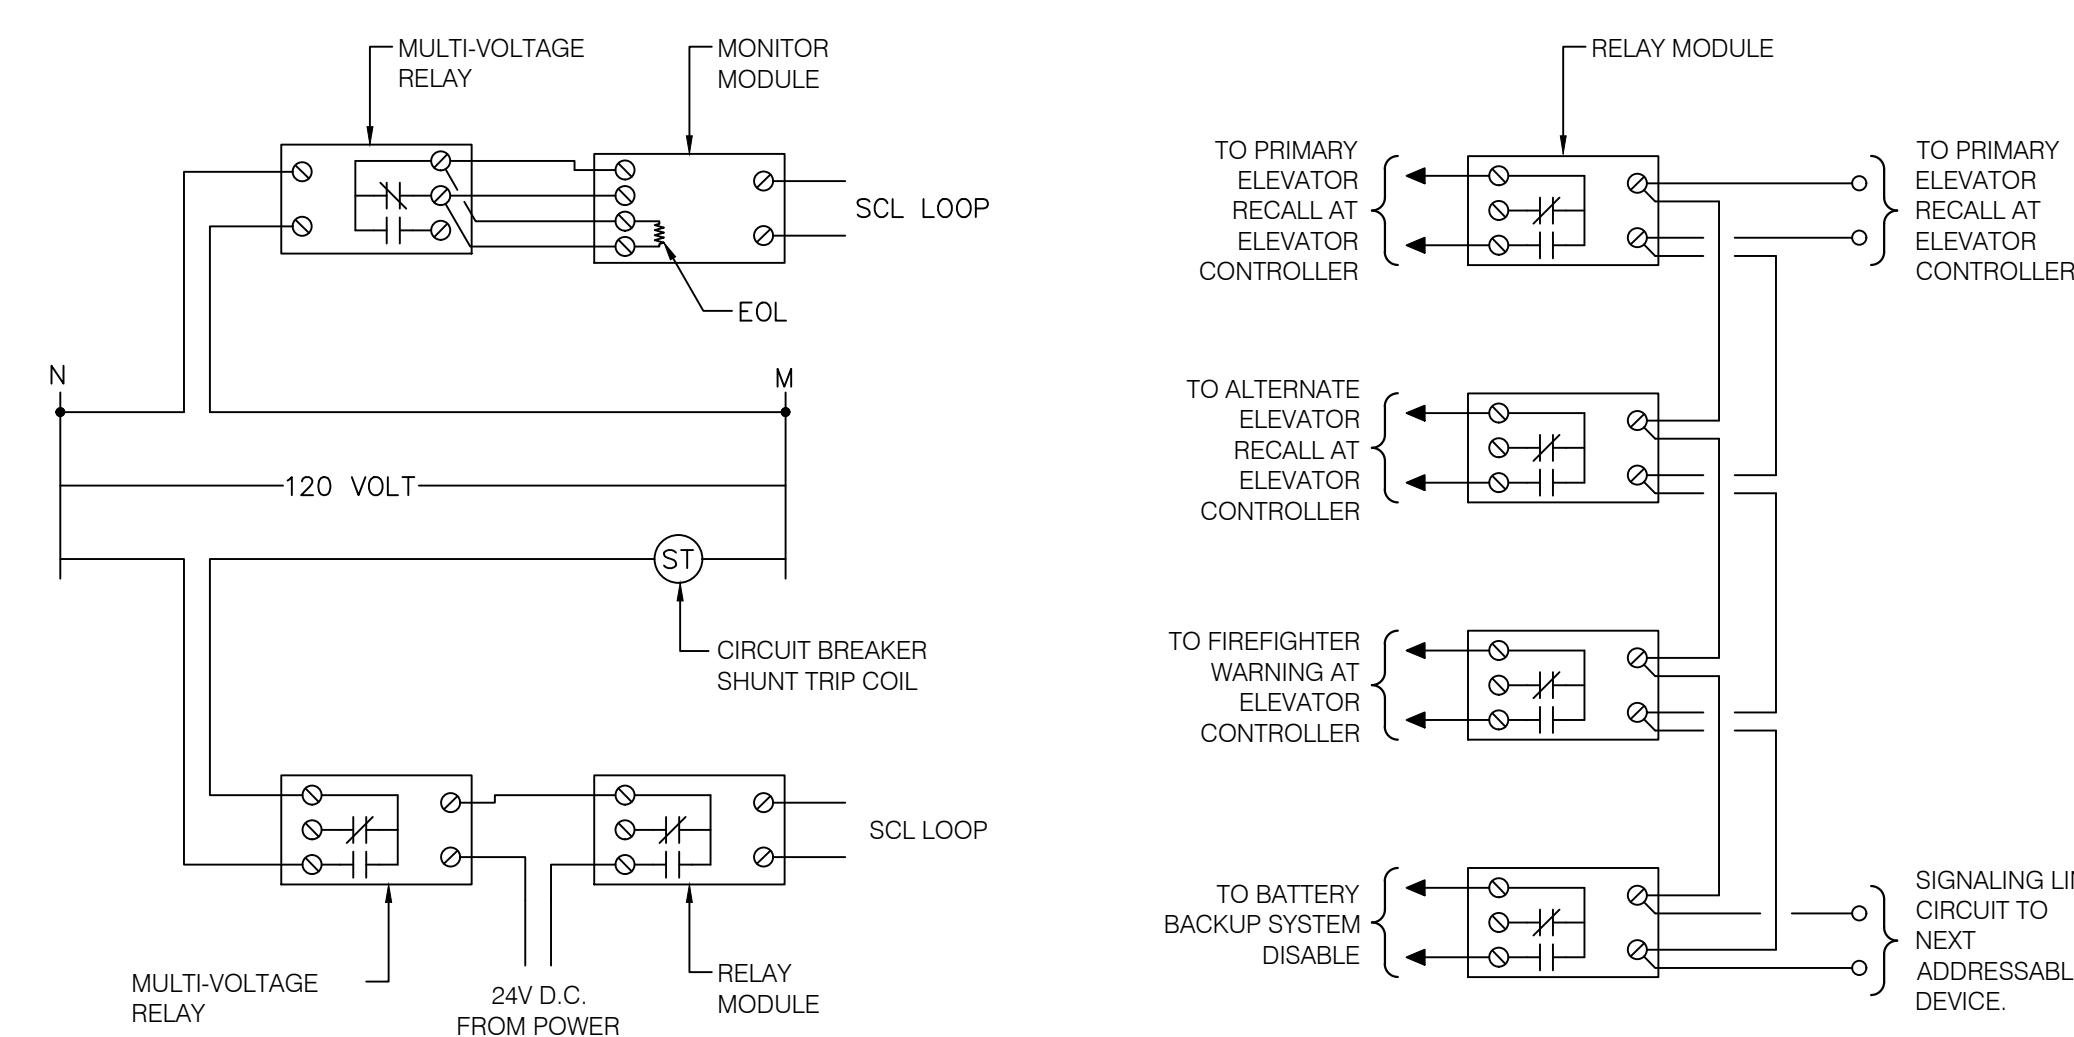 MULTI-VOLTAGE
RELAY
MONITOR
MODULE
SCL LOOP
EOL
N
M
120 VOLT
ST
CIRCUIT BREAKER
SHUNT TRIP COIL
SCL LOOP
MULTI-VOLTAGE
RELAY
24V D.C.
FROM POWER
RELAY
MODULE
RELAY MODULE
TO PRIMARY
ELEVATOR
RECALL AT
ELEVATOR
CONTROLLER
TO PRIMARY
ELEVATOR
RECALL AT
ELEVATOR
CONTROLLER
TO ALTERNATE
ELEVATOR
RECALL AT
ELEVATOR
CONTROLLER
TO FIREFIGHTER
WARNING AT
ELEVATOR
CONTROLLER
TO BATTERY
BACKUP SYSTEM
DISABLE
SIGNALING
CIRCUIT TO
NEXT
ADDRESSABL
DEVICE.